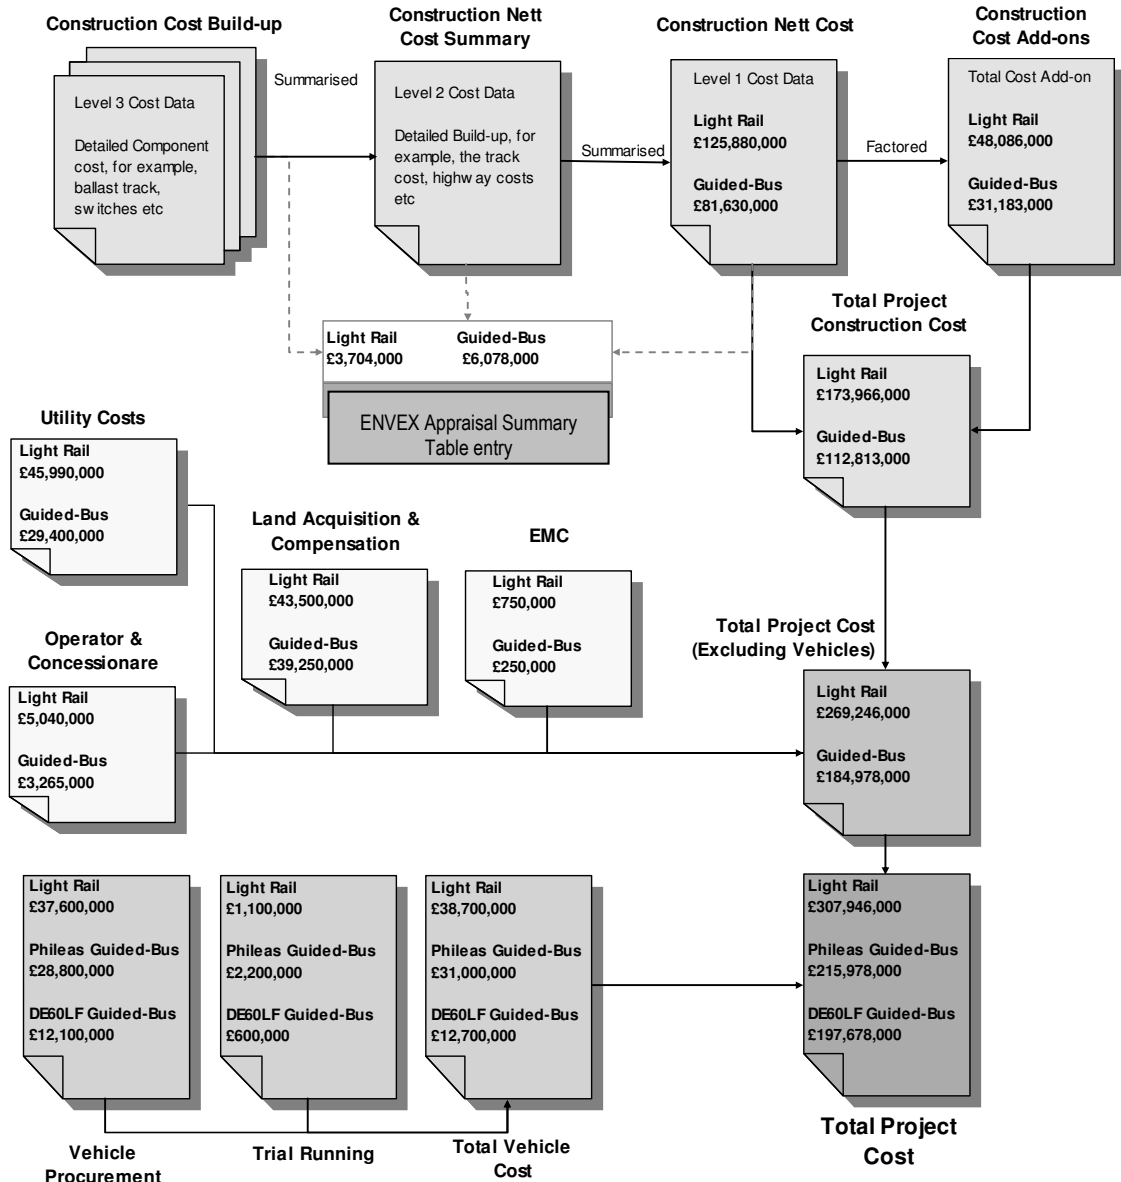 Construction Cost Build-up
Level 3 Cost Data
Detailed Component
cost, for example,
ballast track,
switches etc
Summarised
Construction Nett
Cost Summary
Level 2 Cost Data
Detailed Build-up, for
example, the track
cost, highway costs
etc
Summarised
Construction Nett Cost
Level 1 Cost Data
Light Rail
£125,880,000
Guided-Bus
£81,630,000
Factored
Construction
Cost Add-ons
Total Cost Add-on
Light Rail
£48,086,000
Guided-Bus
£31,183,000
Light Rail
£3,704,000
Guided-Bus
£6,078,000
ENVEX Appraisal Summary
Table entry
Total Project
Construction Cost
Light Rail
£173,966,000
Guided-Bus
£112,813,000
Utility Costs
Light Rail
£45,990,000
Guided-Bus
£29,400,000
Land Acquisition &
Compensation
Light Rail
£43,500,000
Guided-Bus
£39,250,000
EMC
Light Rail
£750,000
Guided-Bus
£250,000
Operator &
Concessionare
Light Rail
£5,040,000
Guided-Bus
£3,265,000
Total Project Cost
(Excluding Vehicles)
Light Rail
£269,246,000
Guided-Bus
£184,978,000
Light Rail
£37,600,000
Phileas Guided-Bus
£28,800,000
DE60LF Guided-Bus
£12,100,000
Vehicle
Procurement
Light Rail
£1,100,000
Phileas Guided-Bus
£2,200,000
DE60LF Guided-Bus
£600,000
Trial Running
Light Rail
£38,700,000
Phileas Guided-Bus
£31,000,000
DE60LF Guided-Bus
£12,700,000
Total Vehicle
Cost
Light Rail
£307,946,000
Phileas Guided-Bus
£215,978,000
DE60LF Guided-Bus
£197,678,000
Total Project
Cost